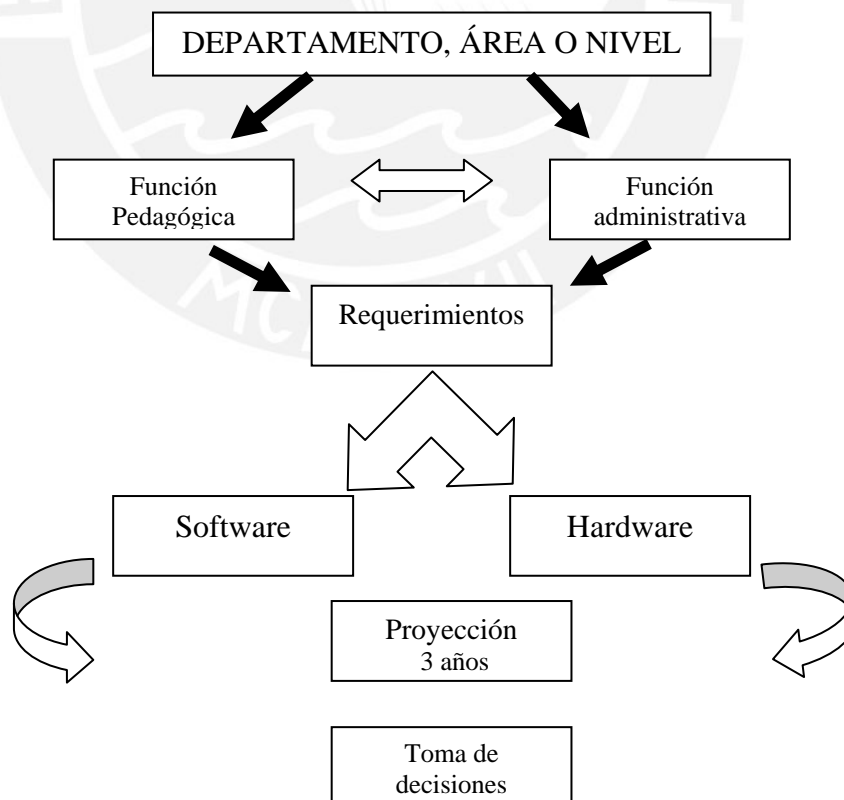 DEPARTAMENTO, ÁREA O NIVEL
Función
Pedagógica
Función
administrativa
Requerimientos
Software
Hardware
Proyección
3 años
Toma de
decisiones